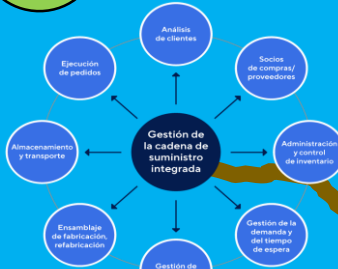 Análisis
de clientes
Socios
de compras/
proveedores
Administración
y control
de inventario
Gestión de la
demanda y
del tiempo
de espera
Gestión de
Ensamblaje
de fabricación,
refabricación
Almacenamiento
y transporte
Ejecución
de pedidos
Gestión de
la cadena de
suministro
integrada